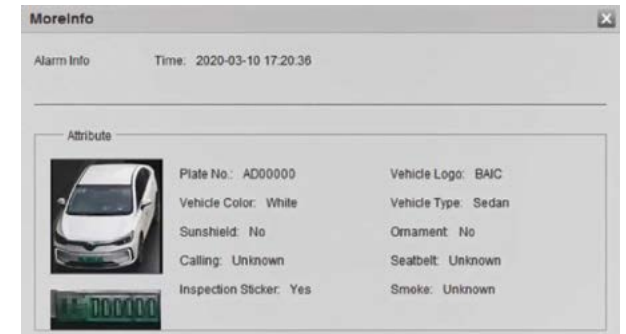 MoreInfo
Alarm Info Time: 2020-03-10 17:20:36
Attribute
Plate No.: AD00000 Vehicle Logo: BAIC
Vehicle Color: White Vehicle Type: Sedan
Sunshield: No Ornament: No
Calling: Unknown Seatbelt: Unknown
Inspection Sticker: Yes Smoke: Unknown
000000